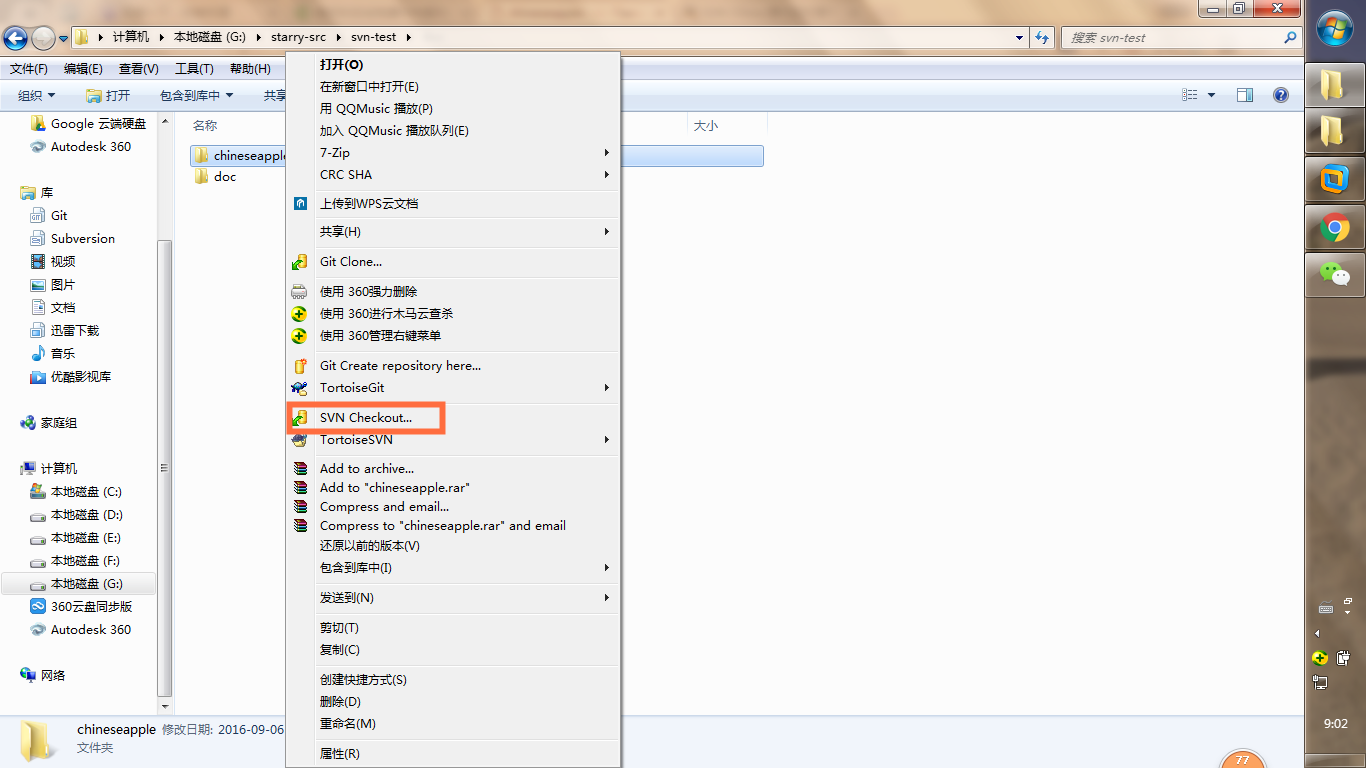 计算机 本地磁盘 (G:) starry-src svn-test
搜索 svn-test
文件(F) 编辑(E) 查看(V) 工具(T) 帮助(H)
组织 打开 包含到库中 共享
Google 云端硬盘
Autodesk 360
库
Git
Subversion
视频
图片
文档
迅雷下载
音乐
优酷影视库
家庭组
计算机
本地磁盘 (C:)
本地磁盘 (D:)
本地磁盘 (E:)
本地磁盘 (F:)
本地磁盘 (G:)
360云盘同步版
Autodesk 360
网络
名称 大小
chineseapple
doc
打开(O)
在新窗口中打开(E)
用 QQMusic 播放(P)
加入 QQMusic 播放队列(E)
7-Zip
CRC SHA
上传到WPS云文档
共享(H)
Git Clone...
使用 360强力删除
使用 360进行木马云查杀
使用 360管理右键菜单
Git Create repository here...
TortoiseGit
SVN Checkout...
TortoiseSVN
Add to archive...
Add to "chineseapple.rar"
Compress and email...
Compress to "chineseapple.rar" and email
还原以前的版本(V)
包含到库中(I)
发送到(N)
剪切(T)
复制(C)
创建快捷方式(S)
删除(D)
重命名(M)
属性(R)
chineseapple 修改日期: 2016-09-06
文件夹
77
9:02